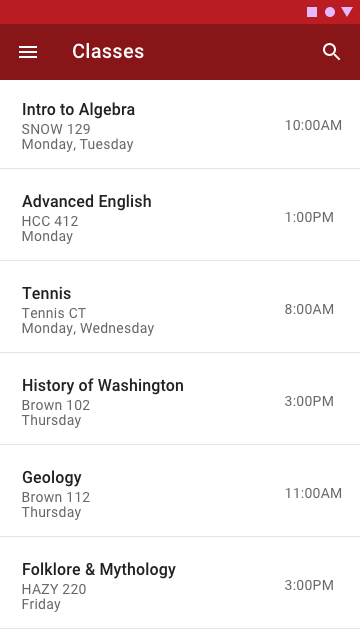 Classes
Intro to Algebra
SNOW 129
Monday, Tuesday
10:00AM
Advanced English
HCC 412
Monday
1:00PM
Tennis
Tennis CT
Monday, Wednesday
8:00AM
History of Washington
Brown 102
Thursday
3:00PM
Geology
Brown 112
Thursday
11:00AM
Folklore & Mythology
HAZY 220
Friday
3:00PM